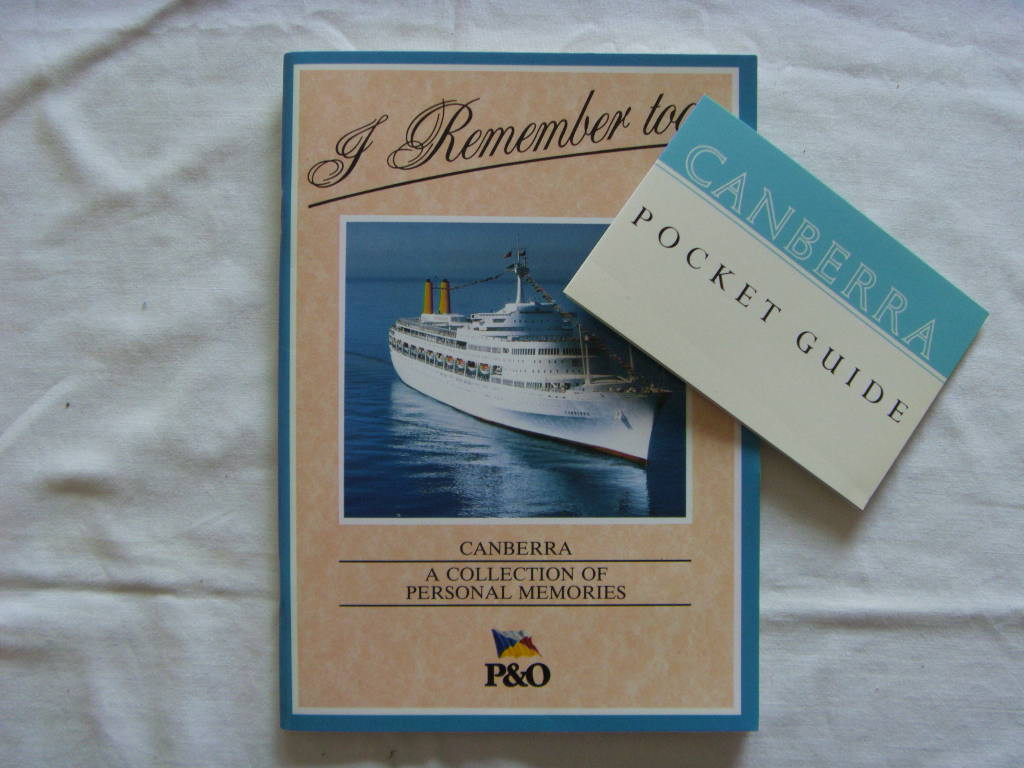 I Remember too
CANBERRA
A COLLECTION OF
PERSONAL MEMORIES
P&O
CANBERRA
POCKET GUIDE